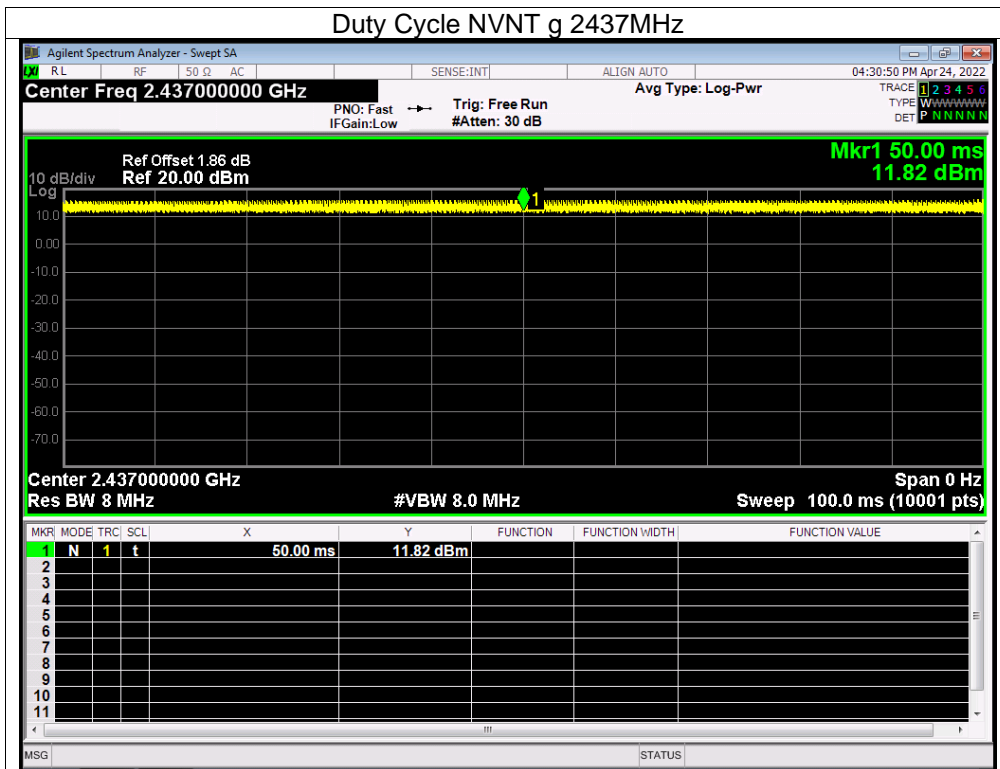 Duty Cycle NVNT g 2437MHz
Agilent Spectrum Analyzer - Swept SA
LXI RL RF 50 Ω AC SENSE:INT ALIGN AUTO 04:30:50 PM Apr 24, 2022
Center Freq 2.437000000 GHz Avg Type: Log-Pwr TRACE 1 2 3 4 5 6
PNO: Fast Trig: Free Run TYPE WWWWWW
IFGain:Low #Atten: 30 dB DET P N N N N N
Mkr1 50.00 ms
Ref Offset 1.86 dB
10 dB/div Ref 20.00 dBm 11.82 dBm
Log
1
10.0
0.00
-10.0
-20.0
-30.0
-40.0
-50.0
-60.0
-70.0
Center 2.437000000 GHz Span 0 Hz
Res BW 8 MHz #VBW 8.0 MHz Sweep 100.0 ms (10001 pts)
MKR MODE TRC SCL X Y FUNCTION FUNCTION WIDTH FUNCTION VALUE
1 N 1 t 50.00 ms 11.82 dBm
2
3
4
5
6
7
8
9
10
11
MSG STATUS